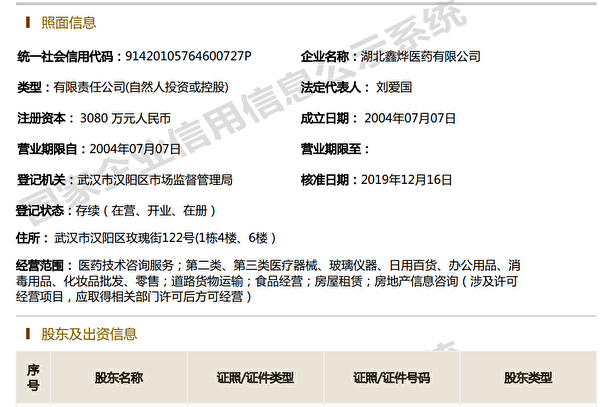 照面信息
统一社会信用代码：91420105764600727P 企业名称：湖北鑫烨医药有限公司
类型：有限责任公司(自然人投资或控股) 法定代表人： 刘爱国
注册资本： 3080 万元人民币 成立日期： 2004年07月07日
营业期限自：2004年07月07日 营业期限至：
登记机关：武汉市汉阳区市场监督管理局 核准日期：2019年12月16日
登记状态：存续（在营、开业、在册）
住所： 武汉市汉阳区玫瑰街122号(1栋4楼、6楼）
经营范围： 医药技术咨询服务；第二类、第三类医疗器械、玻璃仪器、日用百货、办公用品、消
毒用品、化妆品批发、零售；道路货物运输；食品经营；房屋租赁；房地产信息咨询（涉及许可
经营项目，应取得相关部门许可后方可经营）
国家企业信用信息公示系统
股东及出资信息
序号 股东名称 证照/证件类型 证照/证件号码 股东类型
系统